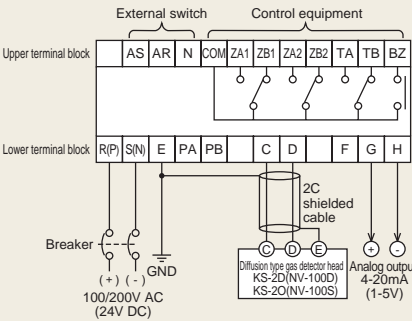 External switch Control equipment
Upper terminal block AS AR N COM ZA1 ZB1 ZA2 ZB2 TA TB BZ
Lower terminal block R(P) S(N) E PA PB C D F G H
2C
shielded
cable
Breaker
GND
(+) (-)
100/200V AC
(24V DC)
C D E
Diffusion type gas detector head
KS-2D(NV-100D)
KS-2O(NV-100S)
+ -
Analog output
4-20mA
(1-5V)